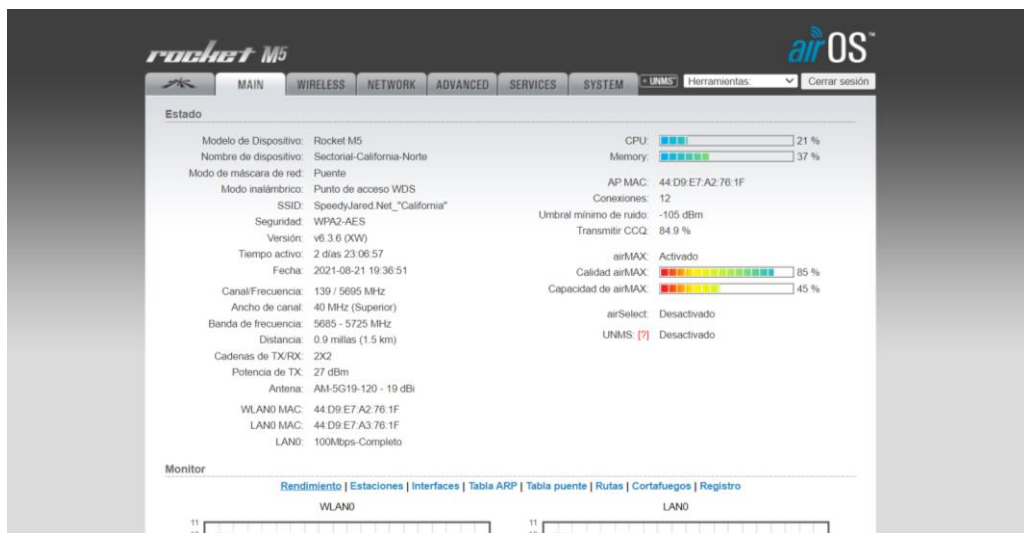 rocket M5
airOS™
MAIN WIRELESS NETWORK ADVANCED SERVICES SYSTEM UNMS Herramientas: Cerrar sesión
Estado
Modelo de Dispositivo: Rocket M5
Nombre de dispositivo: Sectorial-California-Norte
Modo de máscara de red: Puente
Modo inalámbrico: Punto de acceso WDS
SSID: SpeedyJared.Net_"California"
Seguridad: WPA2-AES
Versión: v6.3.6 (XW)
Tiempo activo: 2 días 23:06:57
Fecha: 2021-08-21 19:36:51
Canal/Frecuencia: 139 / 5695 MHz
Ancho de canal: 40 MHz (Superior)
Banda de frecuencia: 5685 - 5725 MHz
Distancia: 0.9 millas (1.5 km)
Cadenas de TX/RX: 2X2
Potencia de TX: 27 dBm
Antena: AM-5G19-120 - 19 dBi
WLAN0 MAC: 44:D9:E7:A2:76:1F
LAN0 MAC: 44:D9:E7:A3:76:1F
LAN0: 100Mbps-Completo
CPU: 21 %
Memory: 37 %
AP MAC: 44:D9:E7:A2:76:1F
Conexiones: 12
Umbral mínimo de ruido: -105 dBm
Transmitir CCQ: 84.9 %
airMAX: Activado
Calidad airMAX: 85 %
Capacidad de airMAX: 45 %
airSelect: Desactivado
UNMS: [?] Desactivado
Monitor
Rendimiento | Estaciones | Interfaces | Tabla ARP | Tabla puente | Rutas | Cortafuegos | Registro
WLAN0 LAN0
11 11